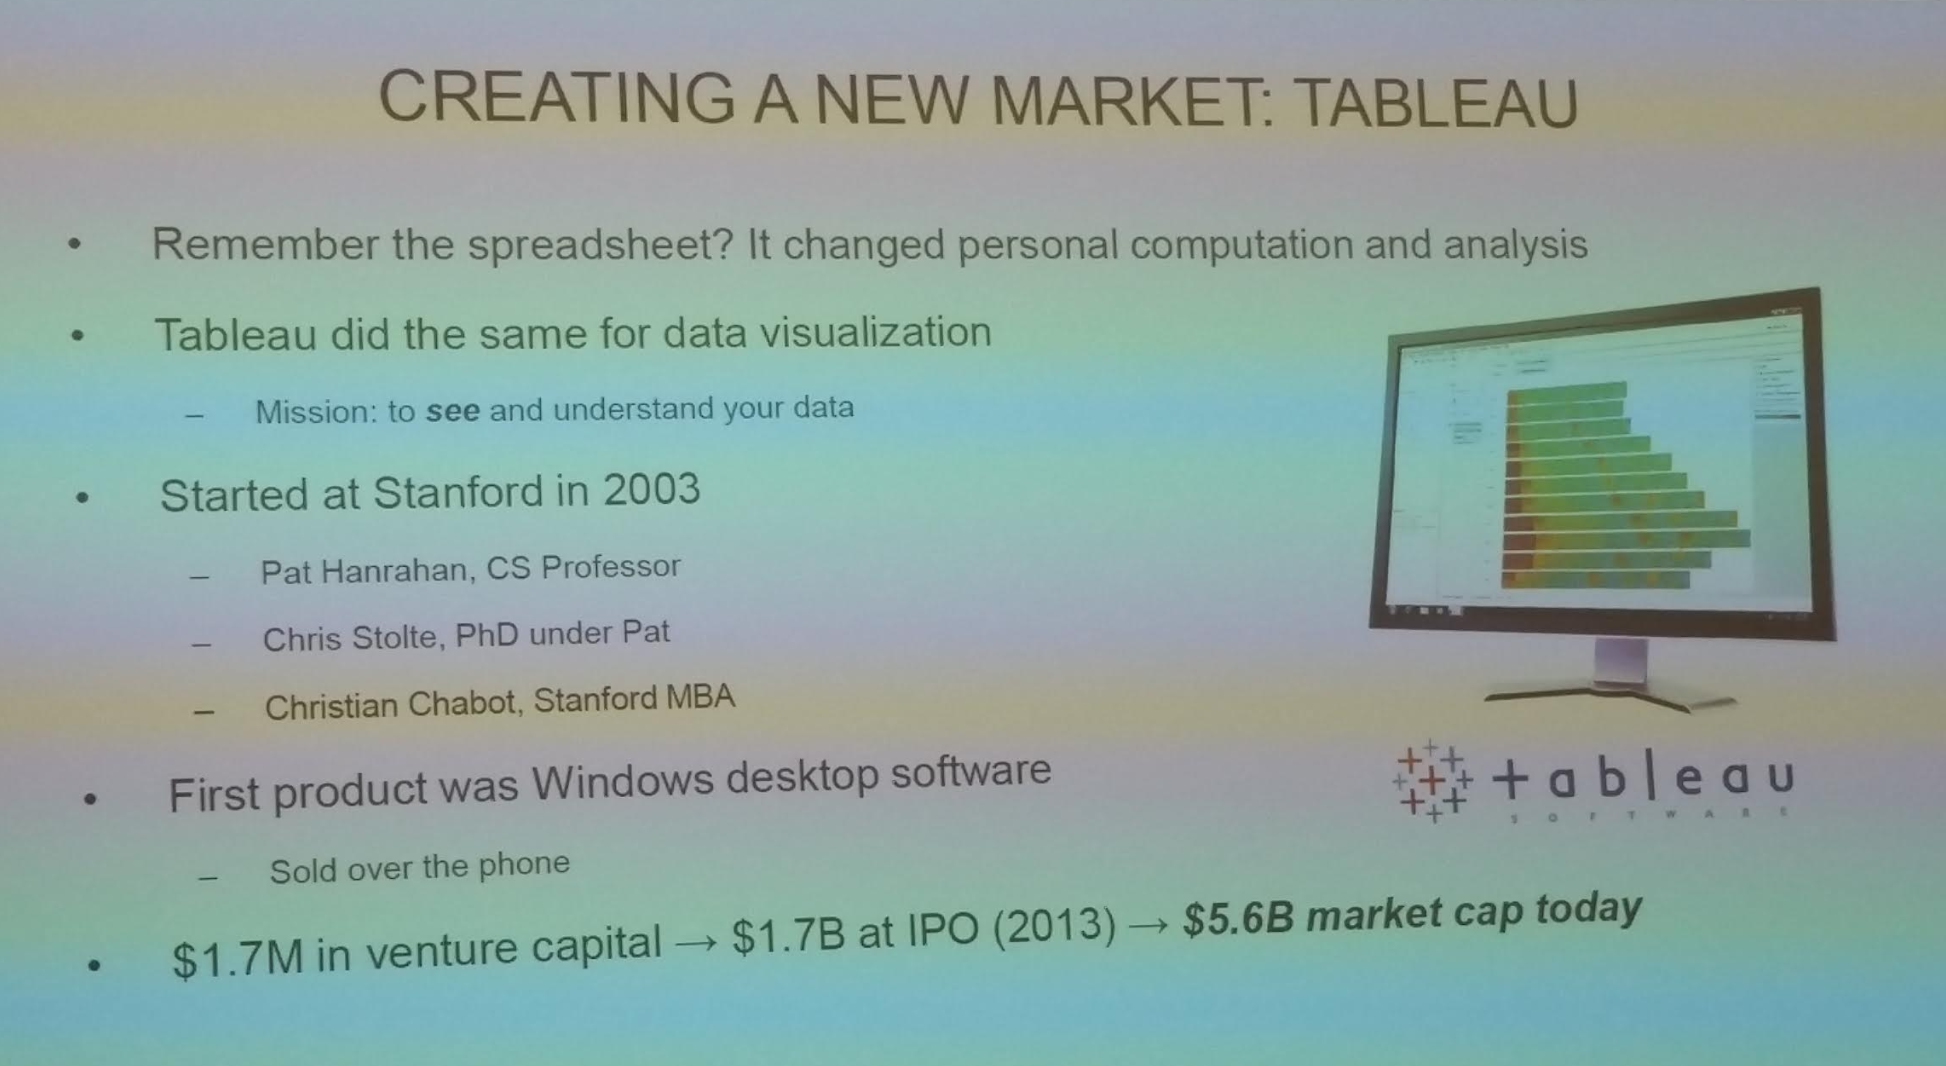 CREATING A NEW MARKET: TABLEAU
• Remember the spreadsheet? It changed personal computation and analysis
• Tableau did the same for data visualization
– Mission: to see and understand your data
• Started at Stanford in 2003
– Pat Hanrahan, CS Professor
– Chris Stolte, PhD under Pat
– Christian Chabot, Stanford MBA
• First product was Windows desktop software
– Sold over the phone
• $1.7M in venture capital → $1.7B at IPO (2013) → $5.6B market cap today
tableau
SOFTWARE